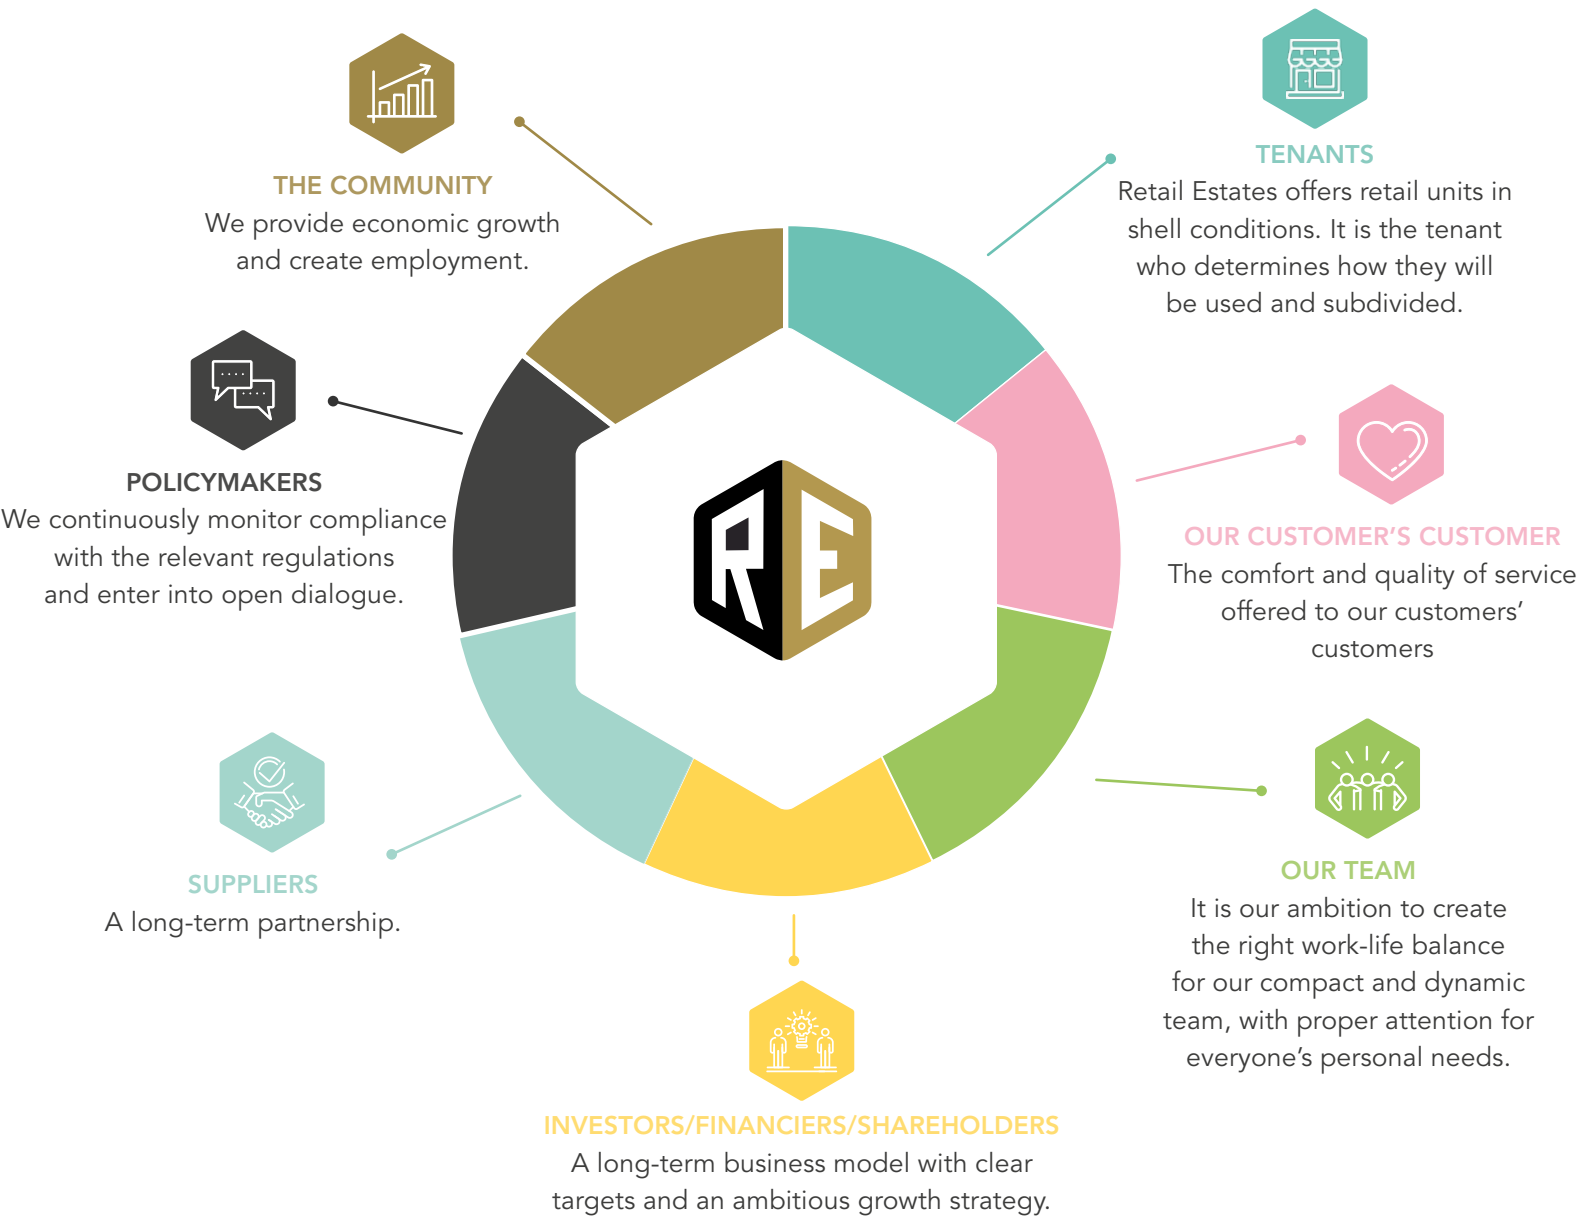 THE COMMUNITY
We provide economic growth
and create employment.
TENANTS
Retail Estates offers retail units in
shell conditions. It is the tenant
who determines how they will
be used and subdivided.
POLICYMAKERS
We continuously monitor compliance
with the relevant regulations
and enter into open dialogue.
RE
OUR CUSTOMER’S CUSTOMER
The comfort and quality of service
offered to our customers’
customers
SUPPLIERS
A long-term partnership.
OUR TEAM
It is our ambition to create
the right work-life balance
for our compact and dynamic
team, with proper attention for
everyone’s personal needs.
INVESTORS/FINANCIERS/SHAREHOLDERS
A long-term business model with clear
targets and an ambitious growth strategy.